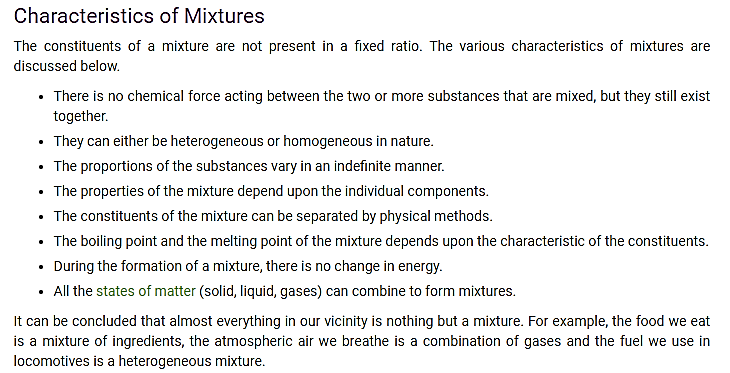 Characteristics of Mixtures
The constituents of a mixture are not present in a fixed ratio. The various characteristics of mixtures are
discussed below.
• There is no chemical force acting between the two or more substances that are mixed, but they still exist
together.
• They can either be heterogeneous or homogeneous in nature.
• The proportions of the substances vary in an indefinite manner.
• The properties of the mixture depend upon the individual components.
• The constituents of the mixture can be separated by physical methods.
• The boiling point and the melting point of the mixture depends upon the characteristic of the constituents.
• During the formation of a mixture, there is no change in energy.
• All the states of matter (solid, liquid, gases) can combine to form mixtures.
It can be concluded that almost everything in our vicinity is nothing but a mixture. For example, the food we eat
is a mixture of ingredients, the atmospheric air we breathe is a combination of gases and the fuel we use in
locomotives is a heterogeneous mixture.